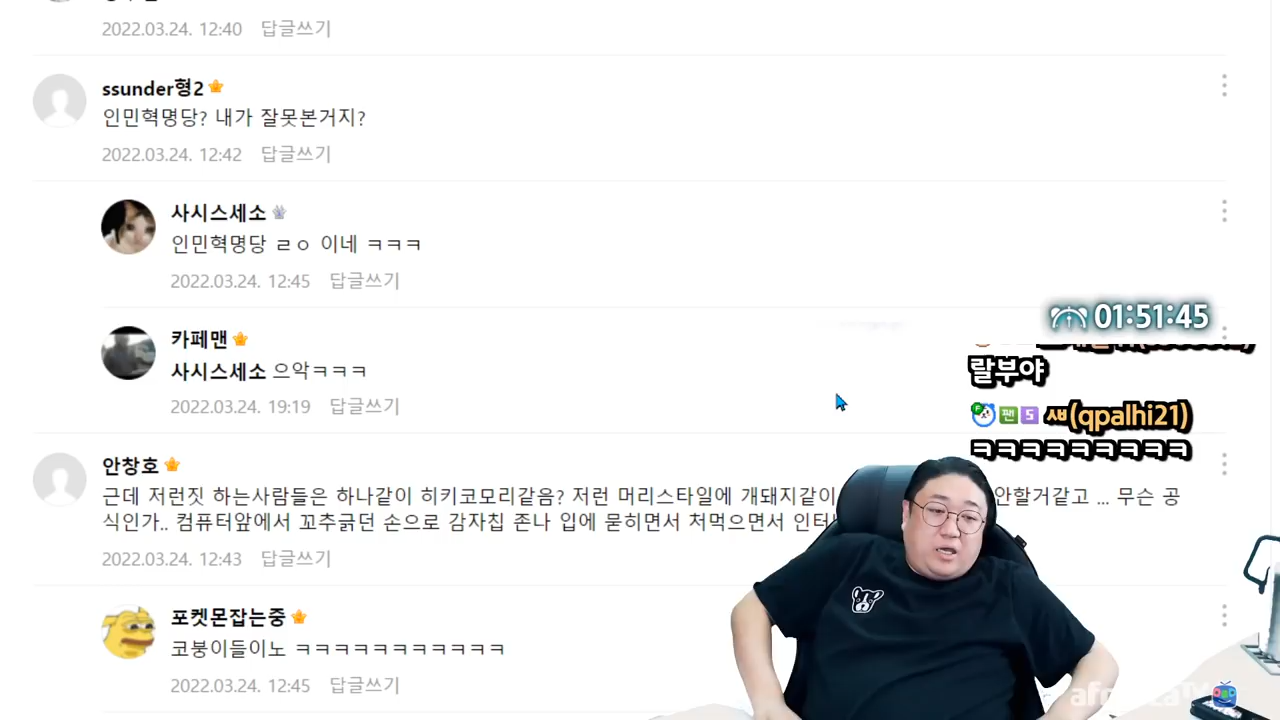 2022.03.24. 12:40 답글쓰기
ssunder형2
인민혁명당? 내가 잘못본거지?
2022.03.24. 12:42 답글쓰기
사시스세소
인민혁명당 ㄹㅇ 이네 ㅋㅋㅋ
2022.03.24. 12:45 답글쓰기
01:51:45
카페맨
사시스세소 으악ㅋㅋㅋ
2022.03.24. 19:19 답글쓰기
랄부야
팬 5 쌔(qpalhi21)
ㅋㅋㅋㅋㅋㅋㅋㅋㅋ
안창호
근데 저런짓 하는사람들은 하나같이 히키코모리같음? 저런 머리스타일에 개돼지같이 안할거같고 ... 무슨 공
식인가.. 컴퓨터앞에서 꼬추긁던 손으로 감자칩 존나 입에 묻히면서 처먹으면서
2022.03.24. 12:43 답글쓰기
포켓몬잡는중
코붕이들이노 ㅋㅋㅋㅋㅋㅋㅋㅋㅋㅋㅋ
2022.03.24. 12:45 답글쓰기